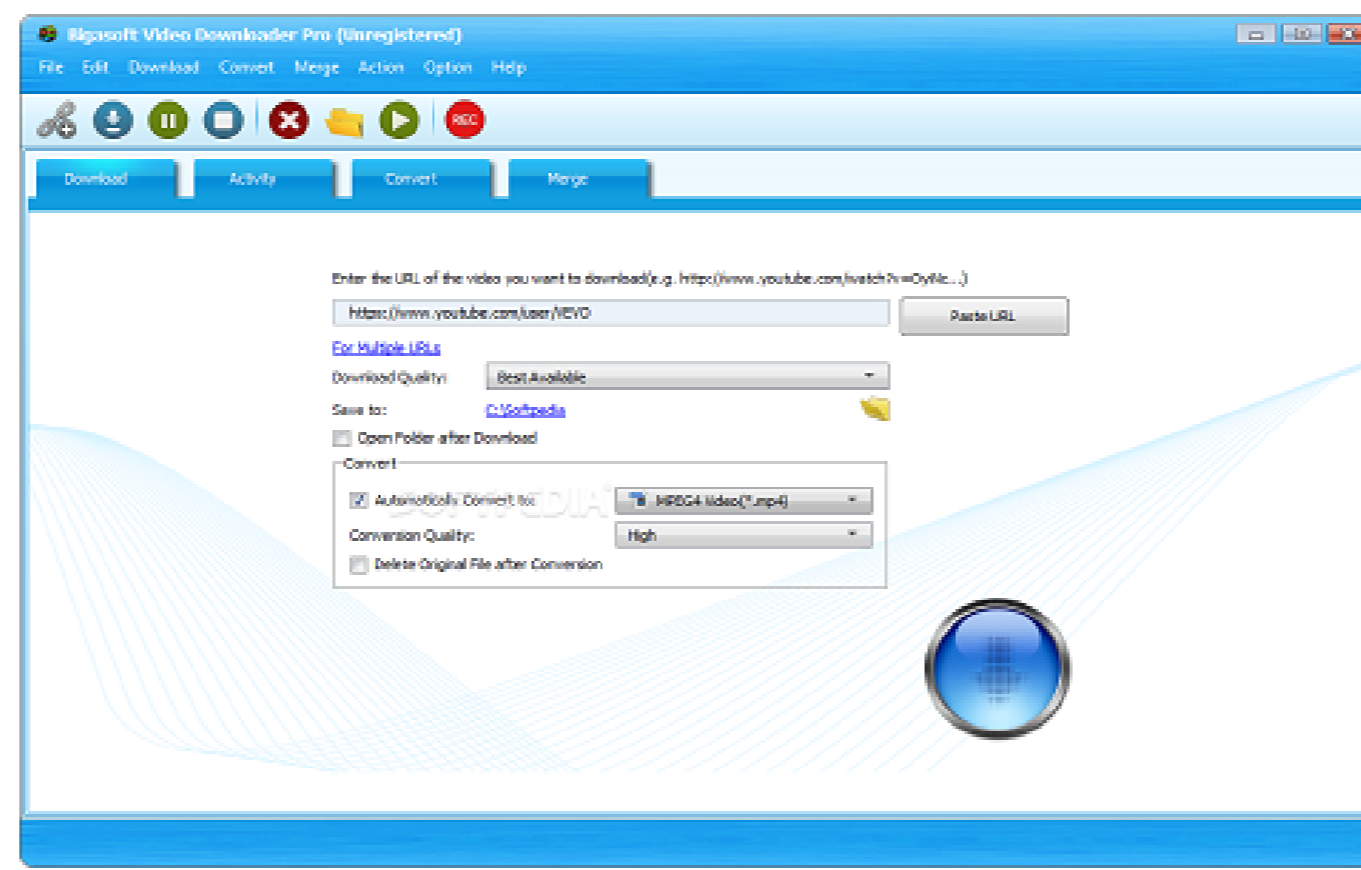 Bigasoft Video Downloader Pro (Unregistered)
File Edit Download Convert Merge Action Option Help
REC
Download Activity Convert Merge
Enter the URL of the video you want to download(e.g. http://www.youtube.com/watch?v=
https://www.youtube.com/user/VEVO Paste URL
For Multiple URLs
Download Quality: Best Available
Save to: C:\Softpedia
Open Folder after Download
Convert
Automatically Convert to: MPEG4 Video(*.mp4)
SOFTPEDIA
Conversion Quality: High
Delete Original File after Conversion